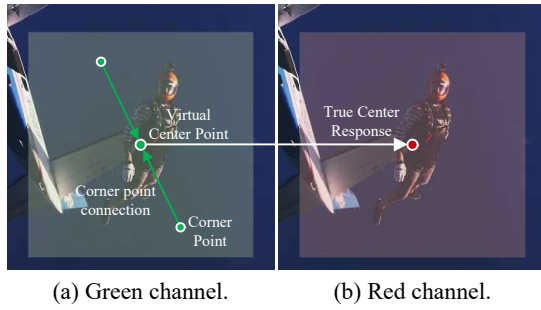 Virtual
Center Point
True Center
Response
Corner point
connection
Corner
Point
(a) Green channel.
(b) Red channel.